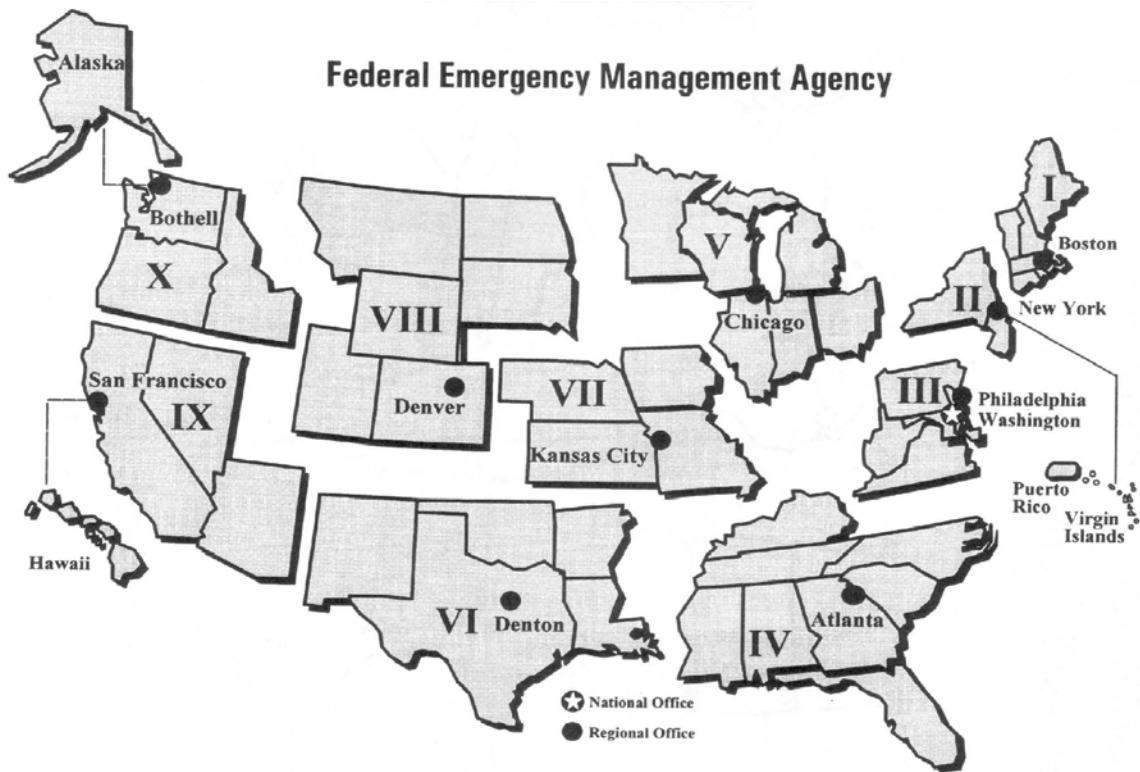 Federal Emergency Management Agency
Alaska
Bothell
X
VIII
V
I
Boston
II
New York
Chicago
San Francisco
IX
Denver
VII
Kansas City
III
Philadelphia
Washington
Puerto
Rico
Virgin
Islands
Hawaii
VI
Denton
IV
Atlanta
National Office
Regional Office